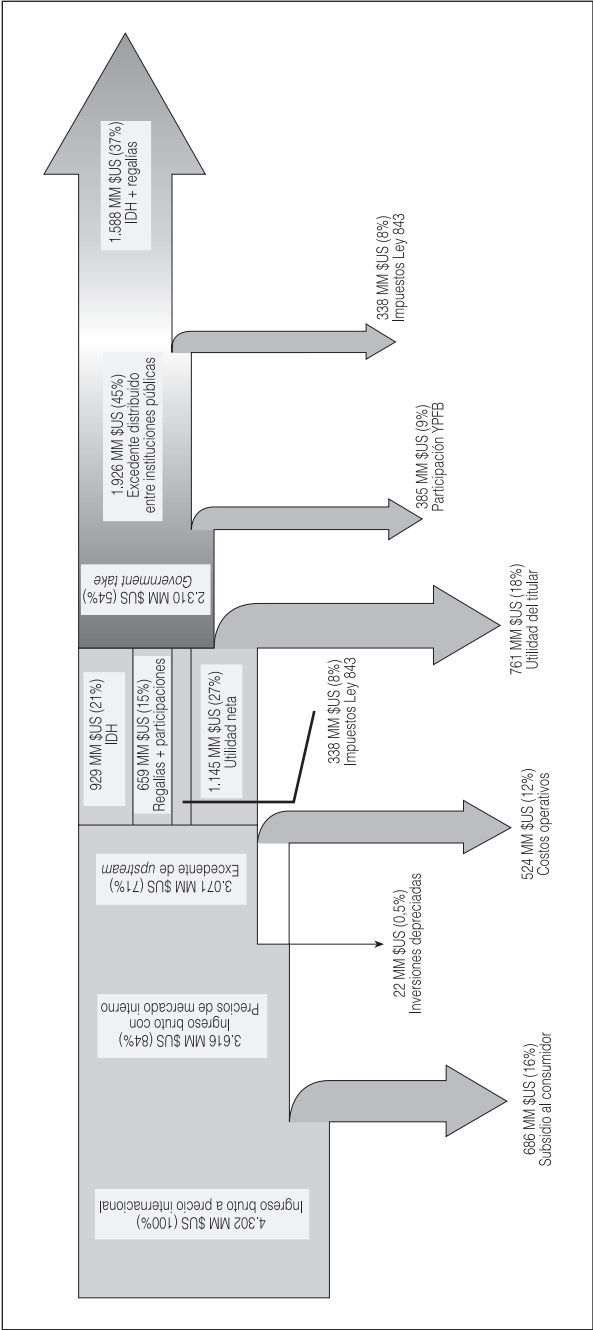 4.302 MM $US (100%)
Ingreso bruto a precio internacional
686 MM $US (16%)
Subsidio al consumidor
3.616 MM $US (84%)
Ingreso bruto con
Precios de mercado interno
22 MM $US (0,5%)
Inversiones depreciadas
3.071 MM $US (71%)
Excedente de upstream
524 MM $US (12%)
Costos operativos
929 MM $US (21%)
IDH
659 MM $US (15%)
Regalías + participaciones
338 MM $US (8%)
Impuestos Ley 843
1.145 MM $US (27%)
Utilidad neta
761 MM $US (18%)
Utilidad del titular
2.310 MM $US (54%)
Government take
385 MM $US (9%)
Participación YPFB
1.926 MM $US (45%)
Excedente distribuido
entre instituciones públicas
338 MM $US (8%)
Impuestos Ley 843
1.588 MM $US (37%)
IDH + regalías